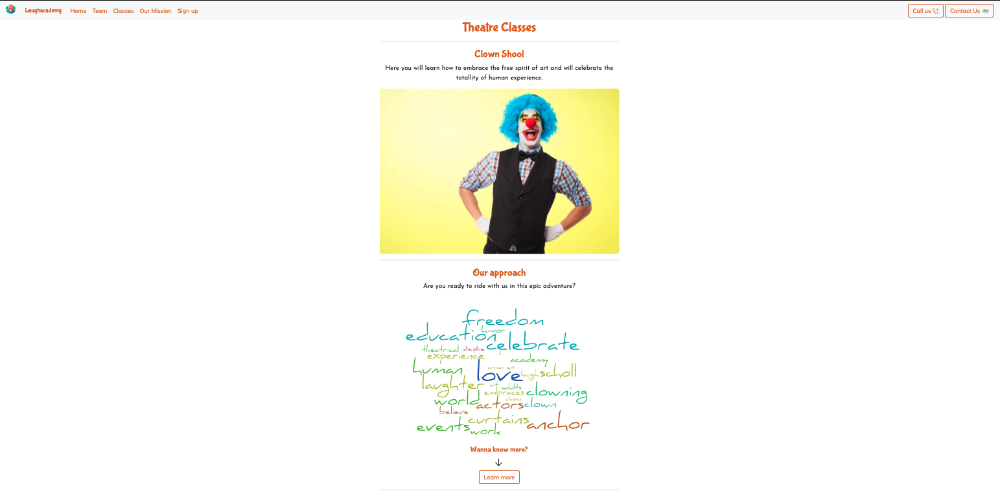 Laughacademy Home Team Classes Our Mission Sign up Call us Contact Us
Theatre Classes
Clown Shool
Here you will learn how to embrace the free spirit of art and will celebrate the
totallity of human experience.
Our approach
Are you ready to ride with us in this epic adventure?
freedom
humor
education
celebrate
theatrical discipline
experience
academy
human
love
laugh
scholl
laughter
art
adults
embraces
clowning
world
classes
actors
clown
believe
curtains
anchor
events
work
Wanna know more?
Learn more